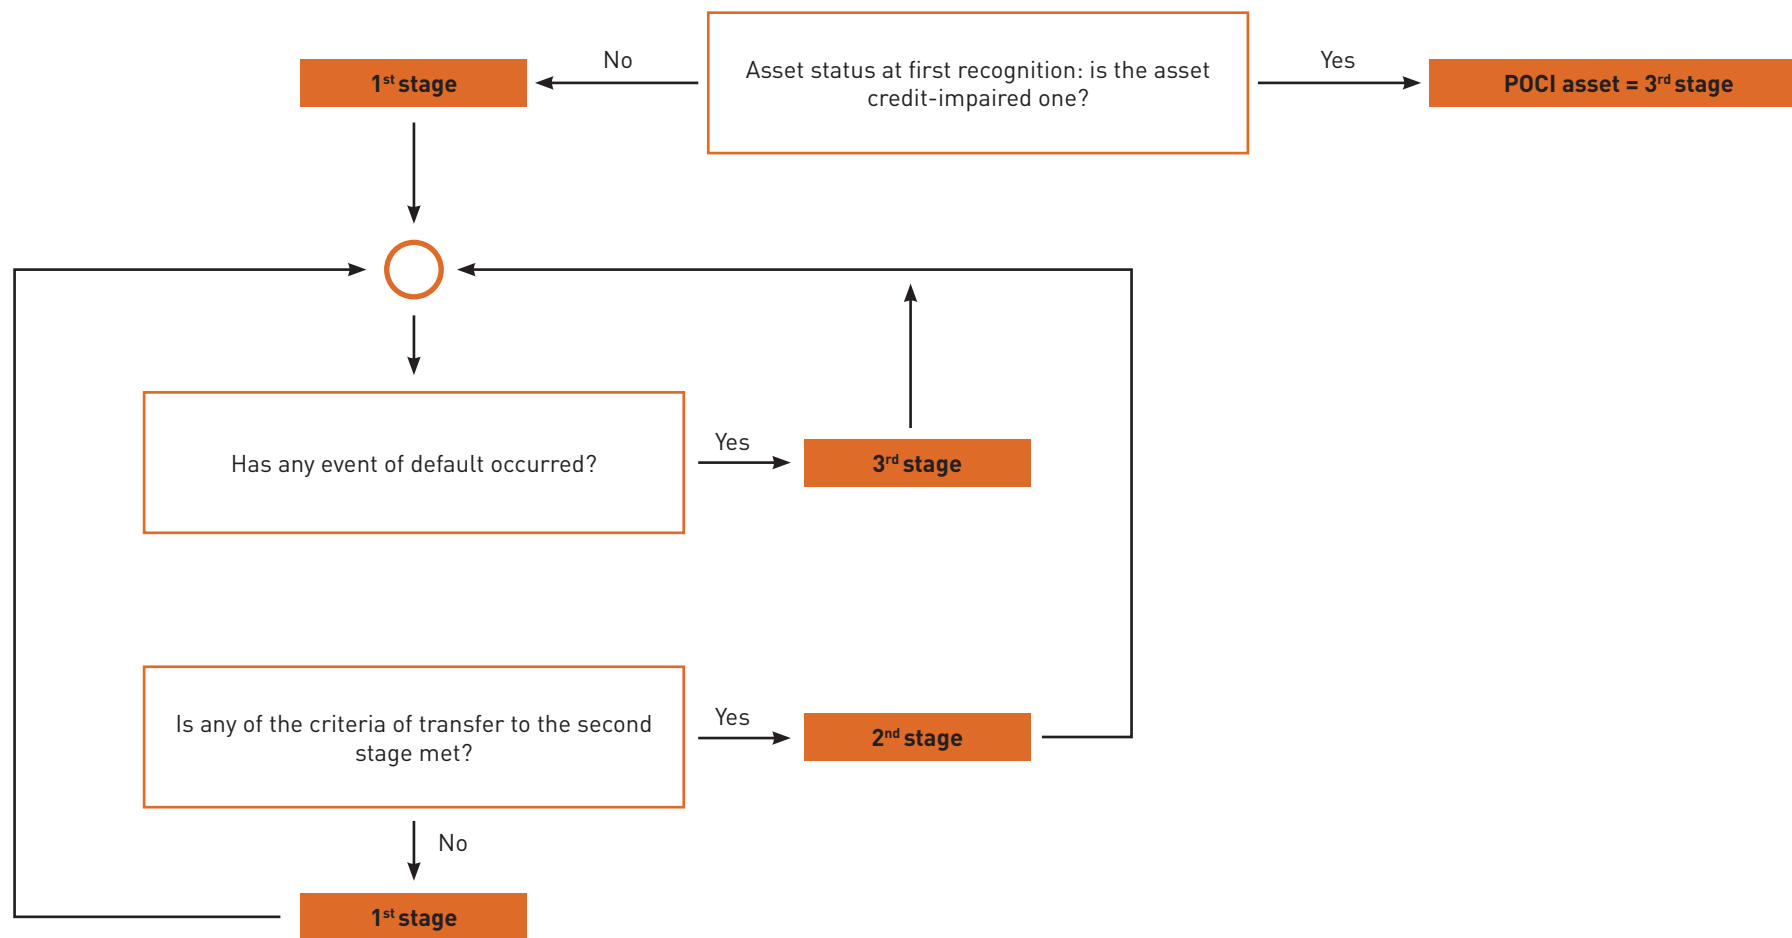 No
Asset status at first recognition: is the asset
credit-impaired one?
Yes
1st stage
POCI asset = 3rd stage
Has any event of default occurred?
Yes
3rd stage
Is any of the criteria of transfer to the second
stage met?
Yes
2nd stage
No
1st stage